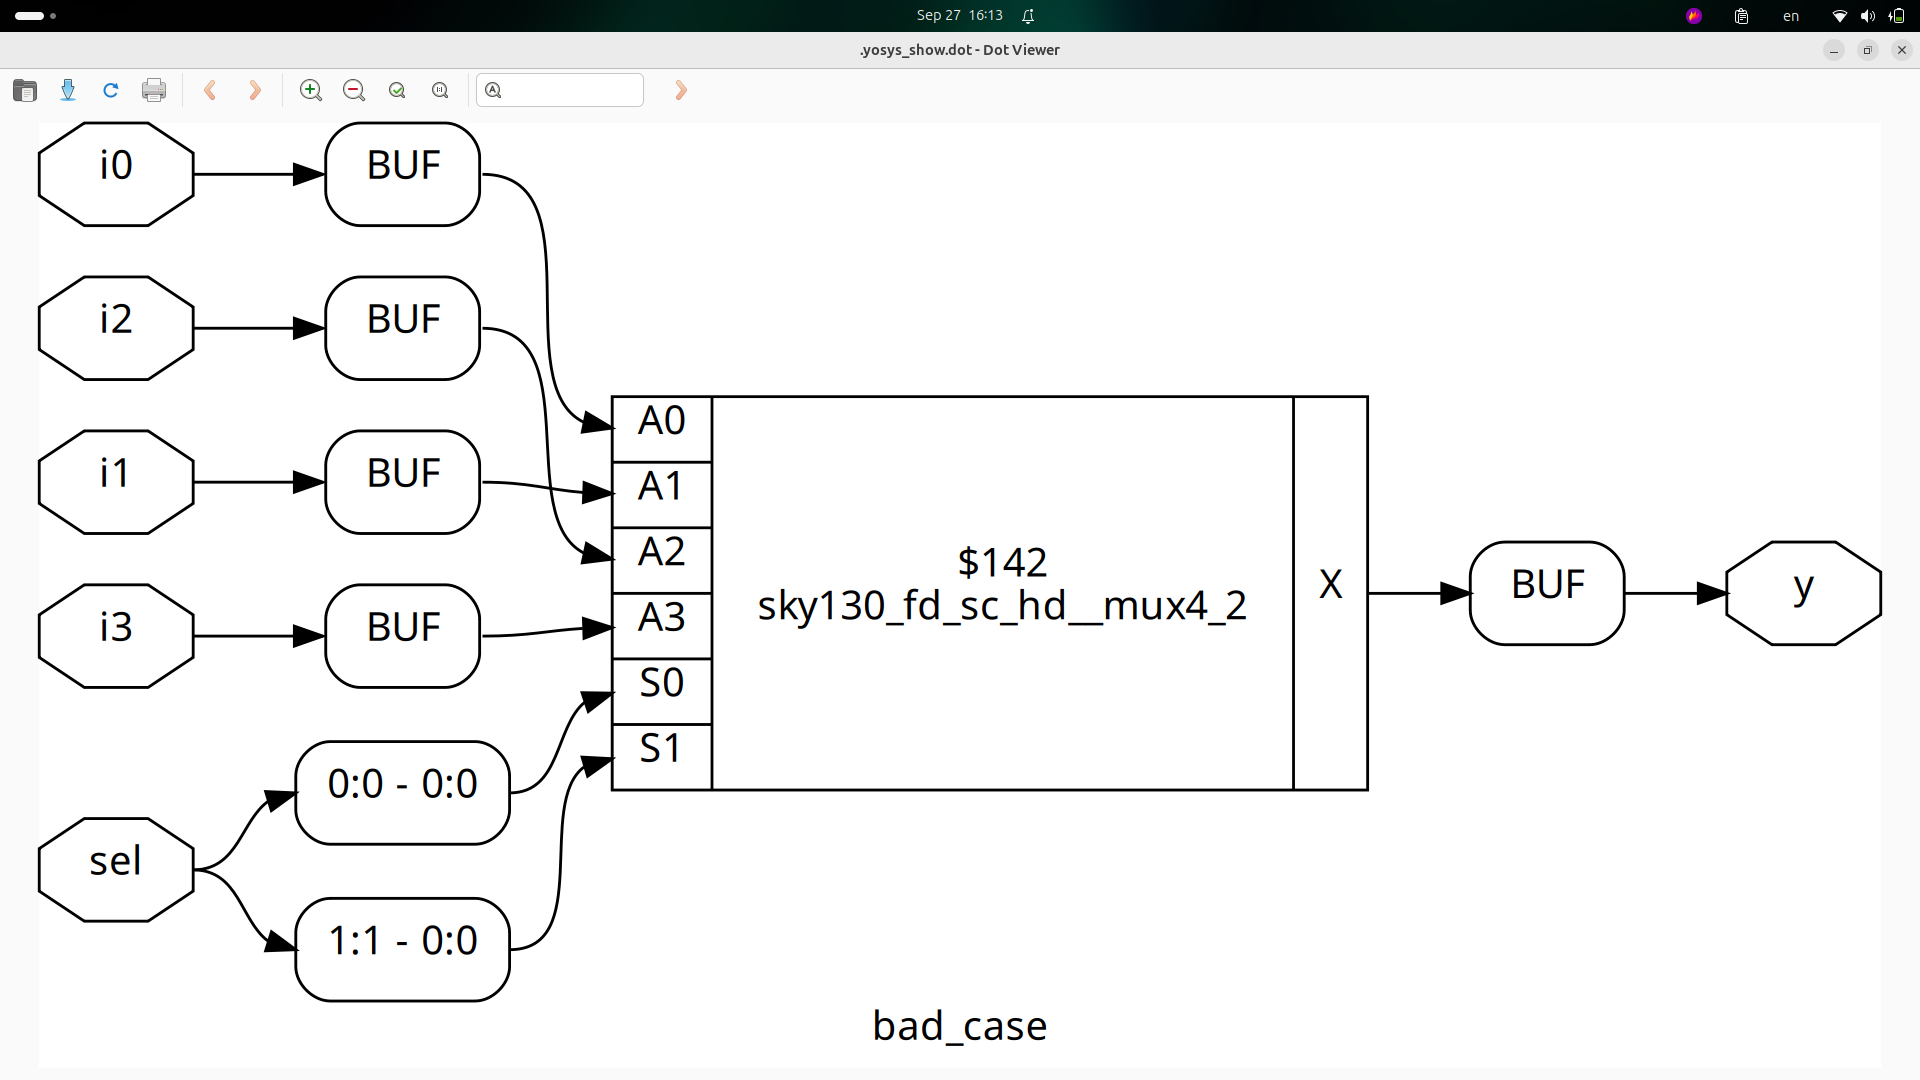 Sep 27 16:13
en
.yosys_show.dot - Dot Viewer
i0
BUF
i2
BUF
i1
BUF
i3
BUF
sel
0:0 - 0:0
1:1 - 0:0
A0
A1
A2
A3
S0
S1
$142
sky130_fd_sc_hd__mux4_2
X
BUF
y
bad_case